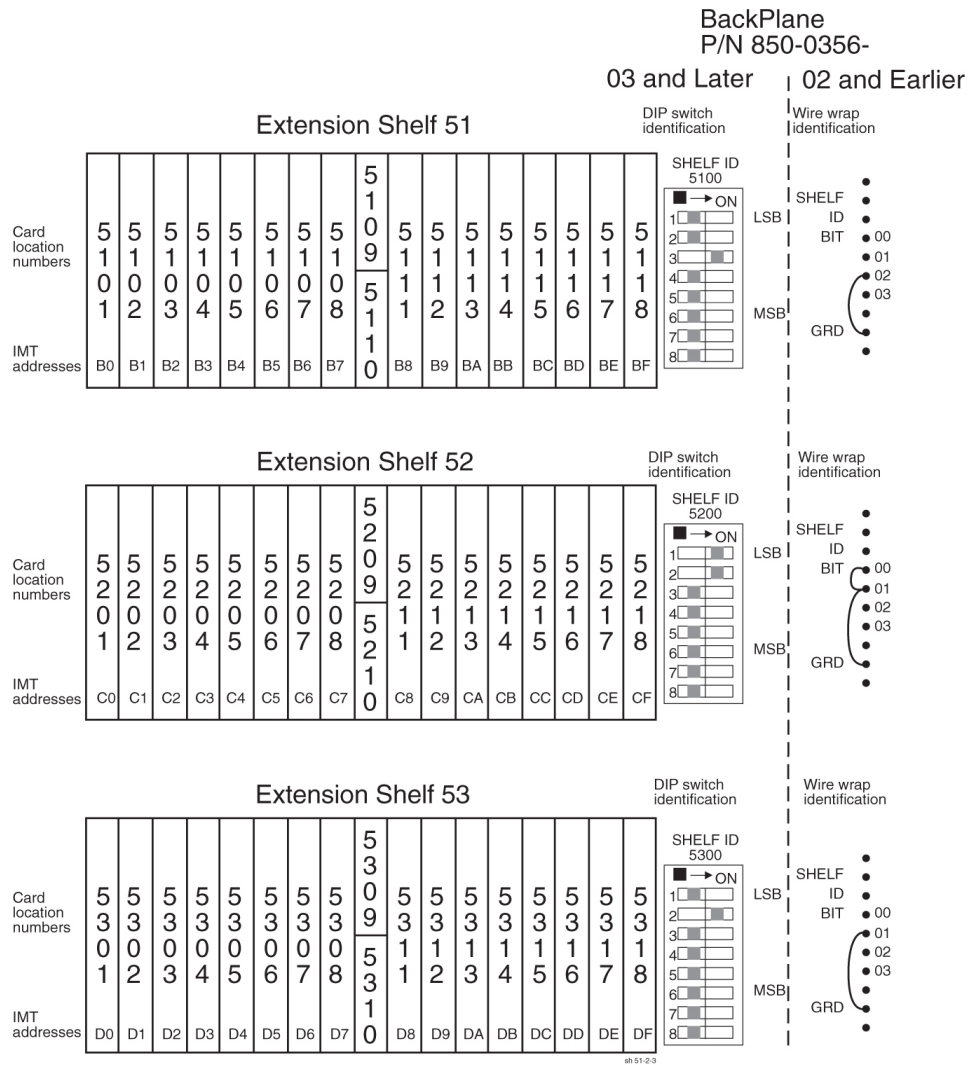 BackPlane
P/N 850-0356-
03 and Later
02 and Earlier
Extension Shelf 51
DIP switch
identification
Wire wrap
identification
Card
location
numbers
5101 5102 5103 5104 5105 5106 5107 5108 5109 5110 5111 5112 5113 5114 5115 5116 5117 5118
IMT
addresses
B0 B1 B2 B3 B4 B5 B6 B7 B8 B9 BA BB BC BD BE BF
SHELF ID
5100
ON
1
2
3
4
5
6
7
8
LSB
MSB
SHELF
ID
BIT
00
01
02
03
GRD
Extension Shelf 52
DIP switch
identification
Wire wrap
identification
Card
location
numbers
5201 5202 5203 5204 5205 5206 5207 5208 5209 5210 5211 5212 5213 5214 5215 5216 5217 5218
IMT
addresses
C0 C1 C2 C3 C4 C5 C6 C7 C8 C9 CA CB CC CD CE CF
SHELF ID
5200
ON
1
2
3
4
5
6
7
8
LSB
MSB
SHELF
ID
BIT
00
01
02
03
GRD
Extension Shelf 53
DIP switch
identification
Wire wrap
identification
Card
location
numbers
5301 5302 5303 5304 5305 5306 5307 5308 5309 5310 5311 5312 5313 5314 5315 5316 5317 5318
IMT
addresses
D0 D1 D2 D3 D4 D5 D6 D7 D8 D9 DA DB DC DD DE DF
SHELF ID
5300
ON
1
2
3
4
5
6
7
8
LSB
MSB
SHELF
ID
BIT
00
01
02
03
GRD
sh 51-2-3